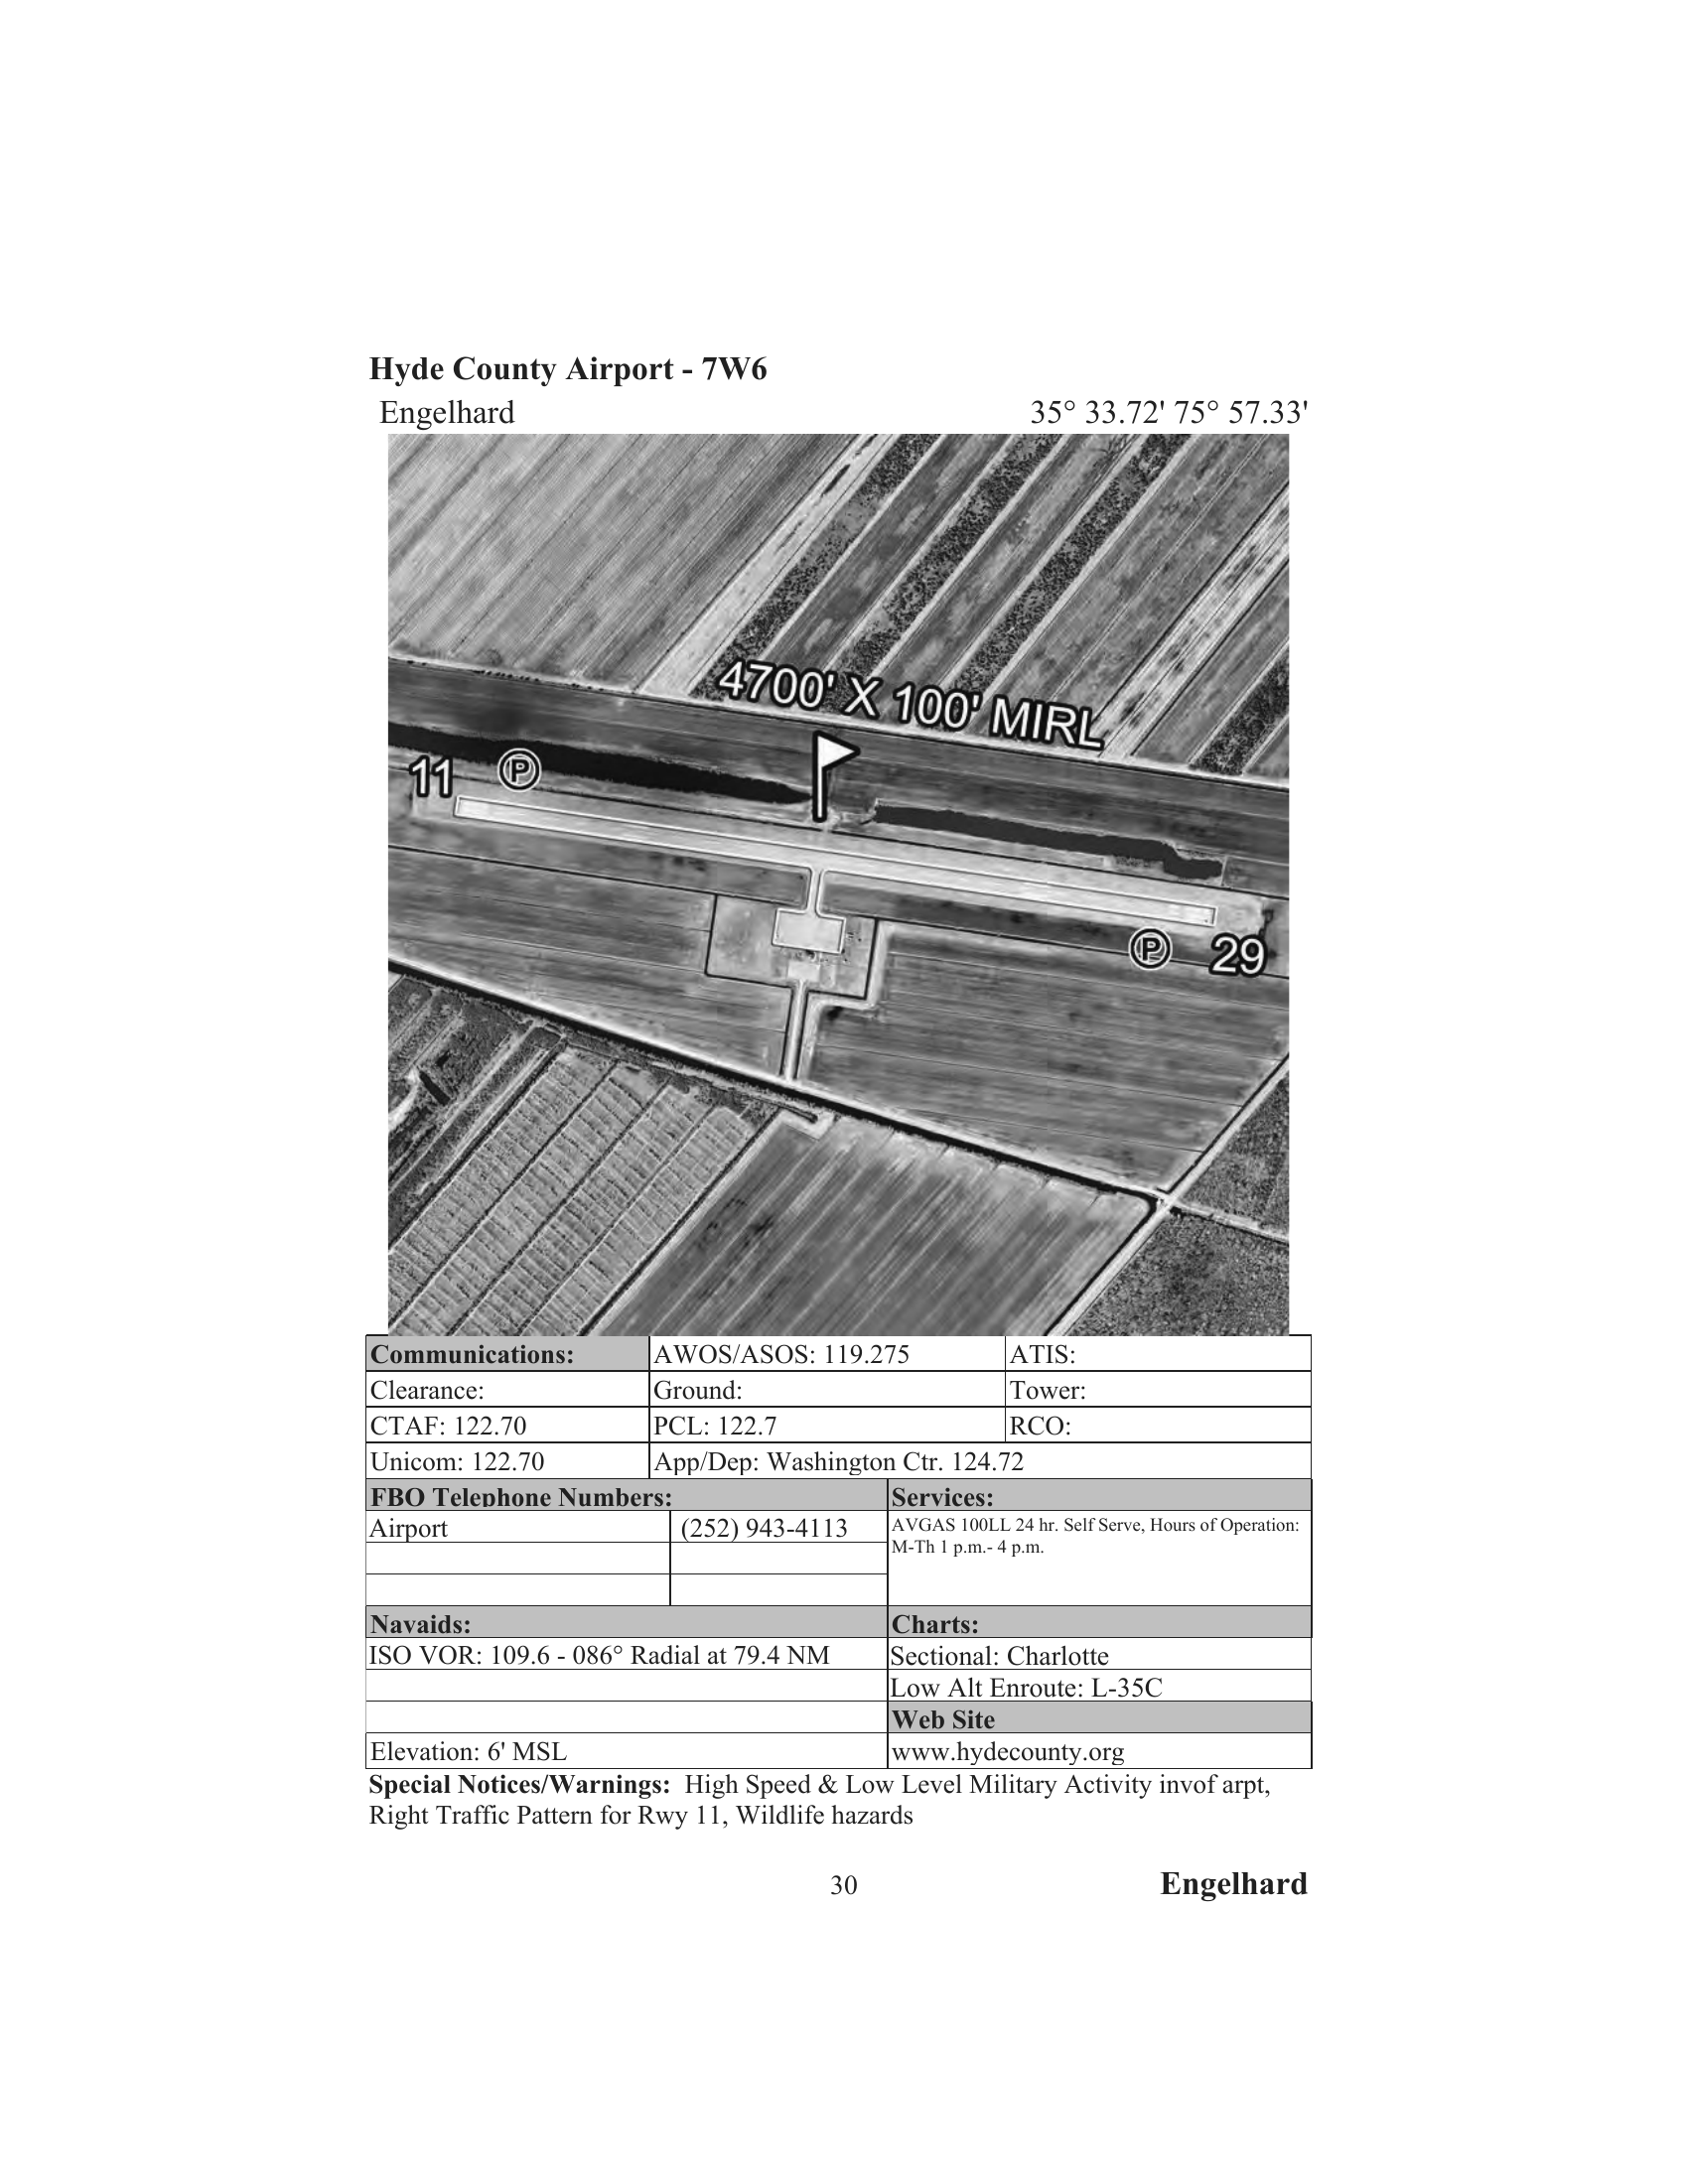 Hyde County Airport - 7W6
Engelhard 35° 33.72' 75° 57.33'
4700' X 100' MIRL
11 P
P 29
Communications: AWOS/ASOS: 119.275 ATIS:
Clearance: Ground: Tower:
CTAF: 122.70 PCL: 122.7 RCO:
Unicom: 122.70 App/Dep: Washington Ctr. 124.72
FBO Telephone Numbers: Services:
Airport (252) 943-4113 AVGAS 100LL 24 hr. Self Serve, Hours of Operation:
M-Th 1 p.m.- 4 p.m.
Navaids: Charts:
ISO VOR: 109.6 - 086° Radial at 79.4 NM Sectional: Charlotte
Low Alt Enroute: L-35C
Web Site
Elevation: 6' MSL www.hydecounty.org
Special Notices/Warnings: High Speed & Low Level Military Activity invof arpt,
Right Traffic Pattern for Rwy 11, Wildlife hazards
30 Engelhard